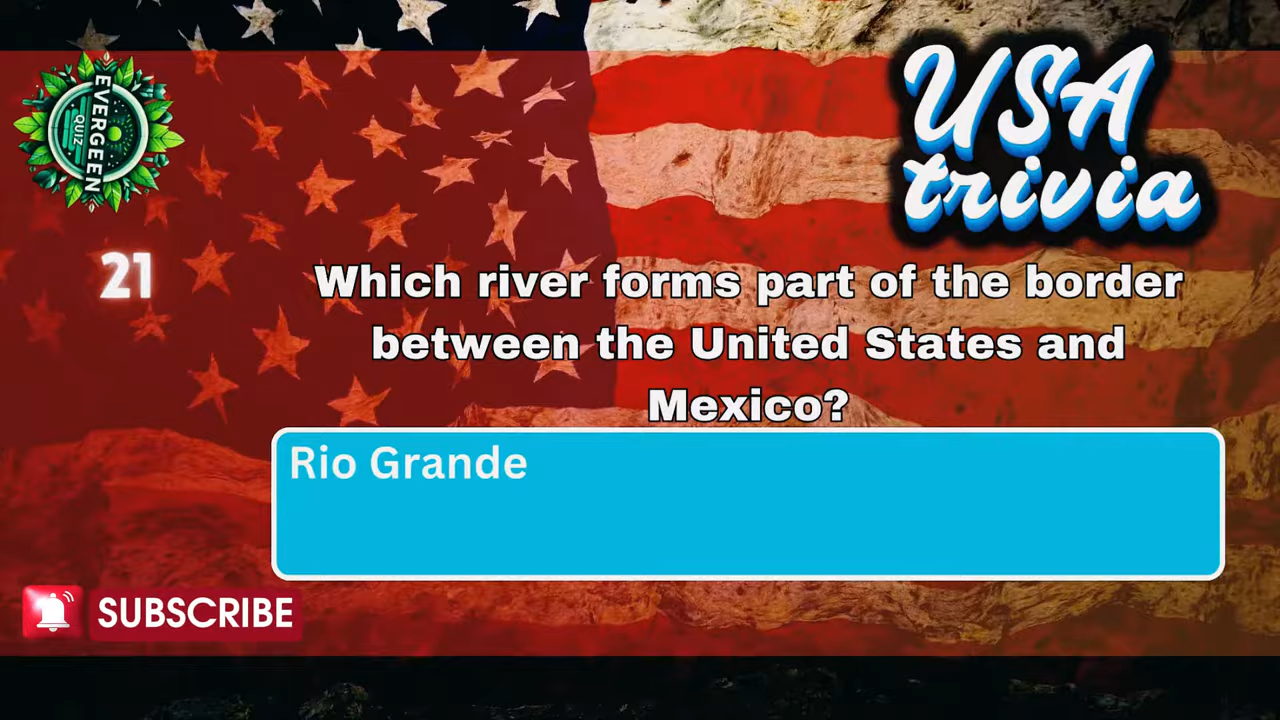 EVERGEEN
QUIZ
USA
trivia
21
Which river forms part of the border
between the United States and
Mexico?
Rio Grande
SUBSCRIBE